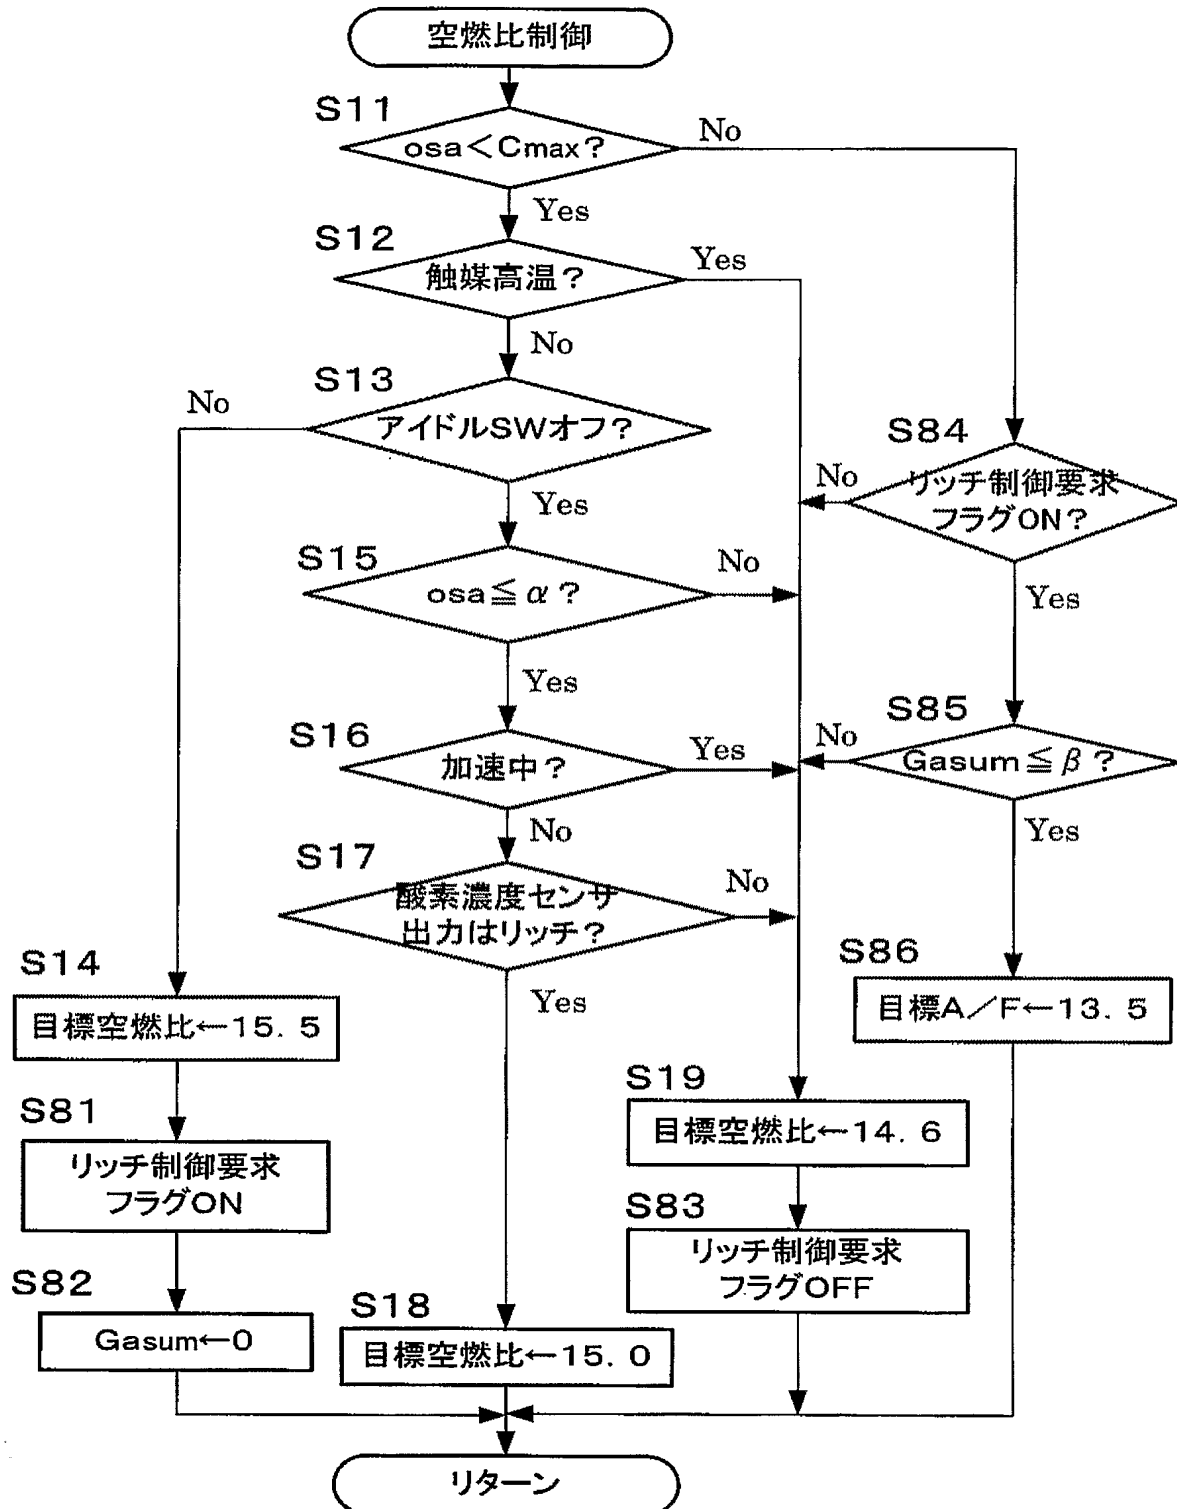 空燃比制御
S11
osa＜Cmax？
No
Yes
S12
触媒高温？
Yes
No
S13
アイドルSWオフ？
No
Yes
S84
リッチ制御要求
フラグON？
No
Yes
S15
osa≦α？
No
Yes
S16
加速中？
Yes
No
S85
Gasum≦β？
No
Yes
S17
酸素濃度センサ
出力はリッチ？
No
Yes
S14
目標空燃比←15．5
S86
目標A／F←13．5
S81
リッチ制御要求
フラグON
S19
目標空燃比←14．6
S83
リッチ制御要求
フラグOFF
S82
Gasum←0
S18
目標空燃比←15．0
リターン